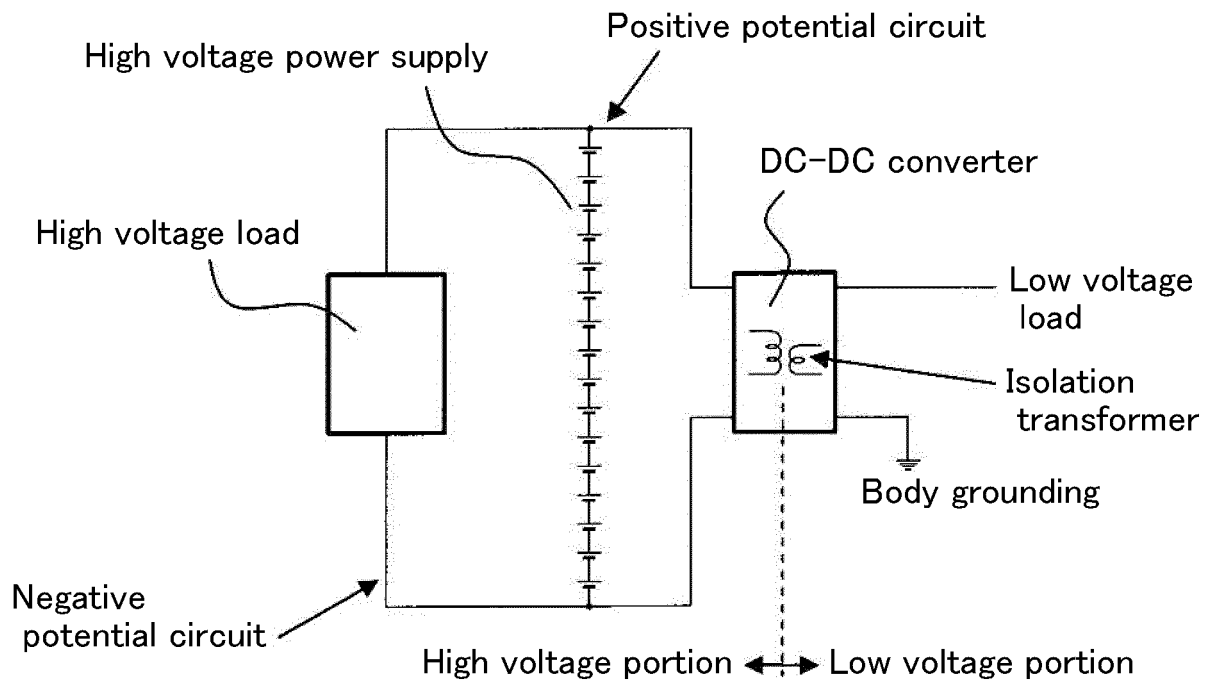 Positive potential circuit
High voltage power supply
DC-DC converter
High voltage load
Low voltage
load
Isolation
transformer
Body grounding
Negative
potential circuit
High voltage portion
Low voltage portion